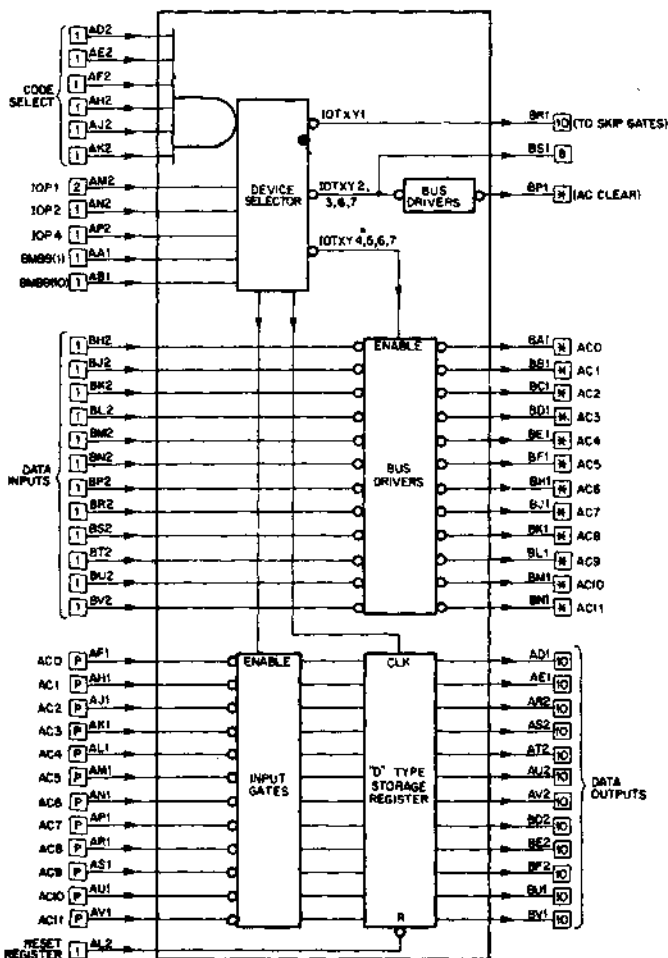 CODE SELECT
1 AD2
1 AE2
1 AF2
1 AH2
1 AJ2
1 AK2
IOP 1 2 AM2
IOP 2 1 AN2
IOP 4 1 AP2
BMB9(1) 1 AA1
1 AB1
DEVICE SELECTOR
IOTXY1
BR1 10 (TO SKIP GATES)
BS1 8
IOTXY2, 3,6,7
BUS DRIVERS
BP1 * (AC CLEAR)
IOTXY4,5,6,7
DATA INPUTS
1 BH2
1 BJ2
1 BK2
1 BL2
1 BM2
1 BN2
1 BP2
1 BR2
1 BS2
1 BT2
1 BU2
1 BV2
ENABLE
BUS DRIVERS
BA1 * AC0
BB1 * AC1
BC1 * AC2
BD1 * AC3
BE1 * AC4
BF1 * AC5
BH1 * AC6
BJ1 * AC7
BK1 * AC8
BL1 * AC9
BM1 * AC10
BN1 * AC11
AC0 P AF1
AC1 P AH1
AC2 P AJ1
AC3 P AK1
AC4 P AL1
AC5 P AM1
AC6 P AN1
AC7 P AP1
AC8 P AR1
AC9 P AS1
AC10 P AU1
AC11 P AV1
RESET REGISTER 1 AL2
ENABLE
INPUT GATES
CLK
"D" TYPE STORAGE REGISTER
R
AD1 10
AE1 10
AR2 10
AS2 10
AT2 10
AU2 10
AV2 10
BD2 10
BE2 10
BF2 10
BU1 10
BV1 10
DATA OUTPUTS